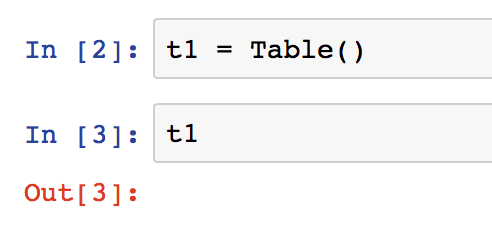 In [2]: t1 = Table()
In [3]: t1
Out[3]: